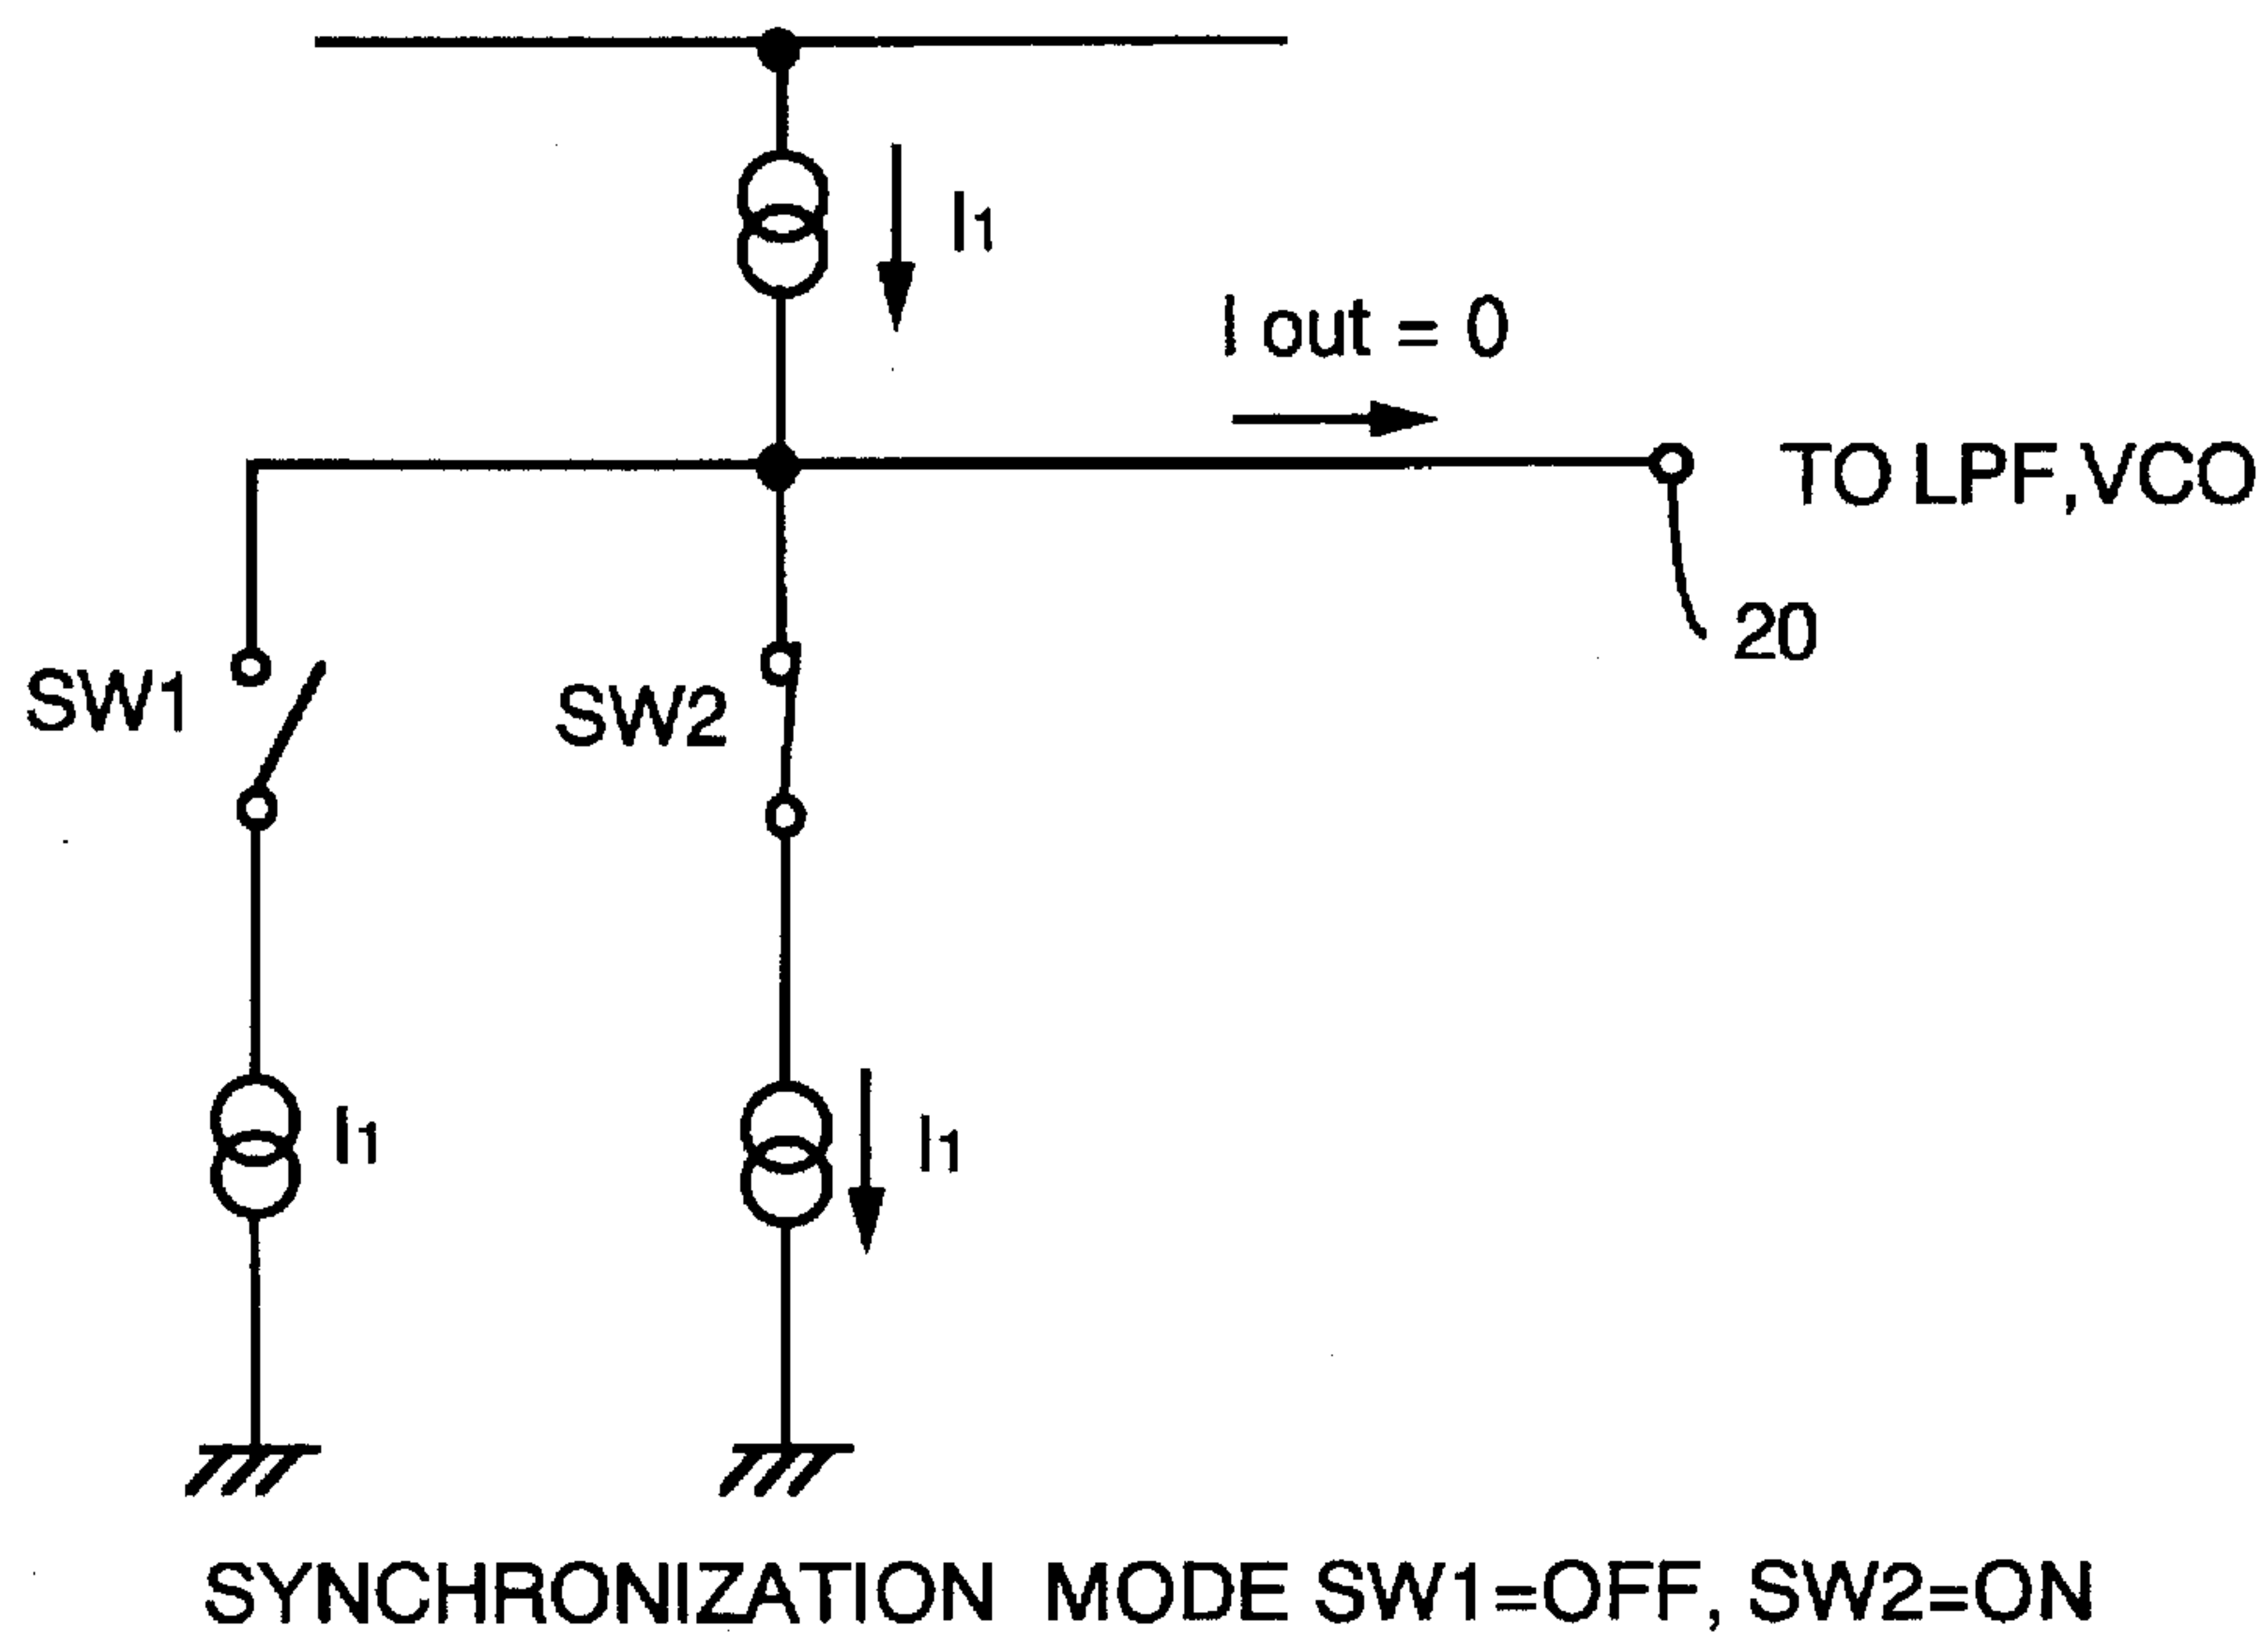 I1
I out = 0
TO LPF,VCO
20
SW1
SW2
I1
I1
SYNCHRONIZATION MODE SW1=OFF, SW2=ON